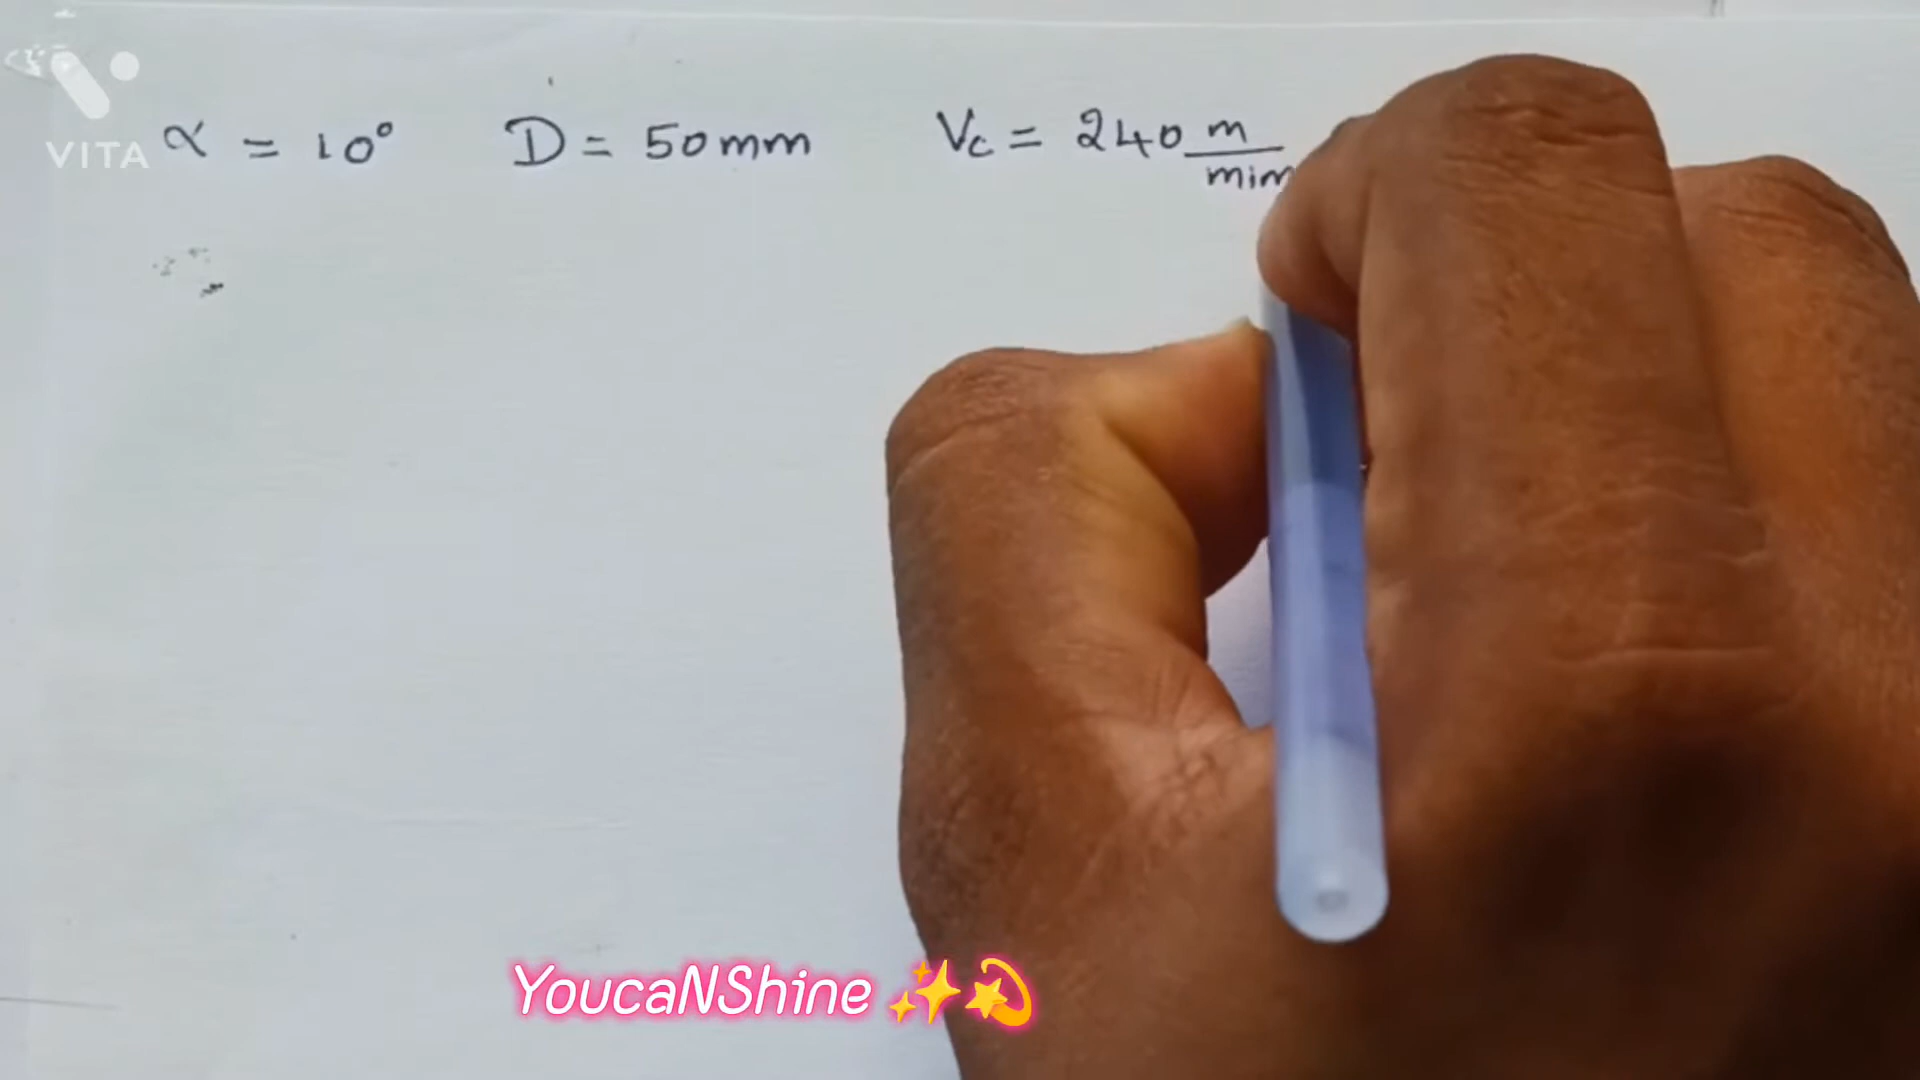 VITA
α = 10° D = 50mm Vc = 240 m/min
YoucaNShine ✨💫